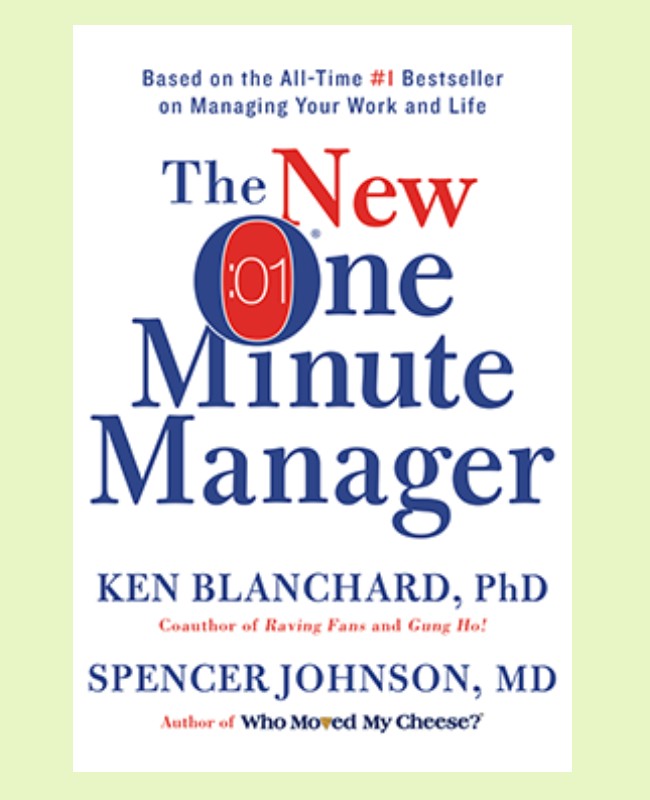 Based on the All-Time #1 Bestseller
on Managing Your Work and Life
The New
One®
:01
Minute
Manager
KEN BLANCHARD, PhD
Coauthor of Raving Fans and Gung Ho!
SPENCER JOHNSON, MD
Author of Who Moved My Cheese?